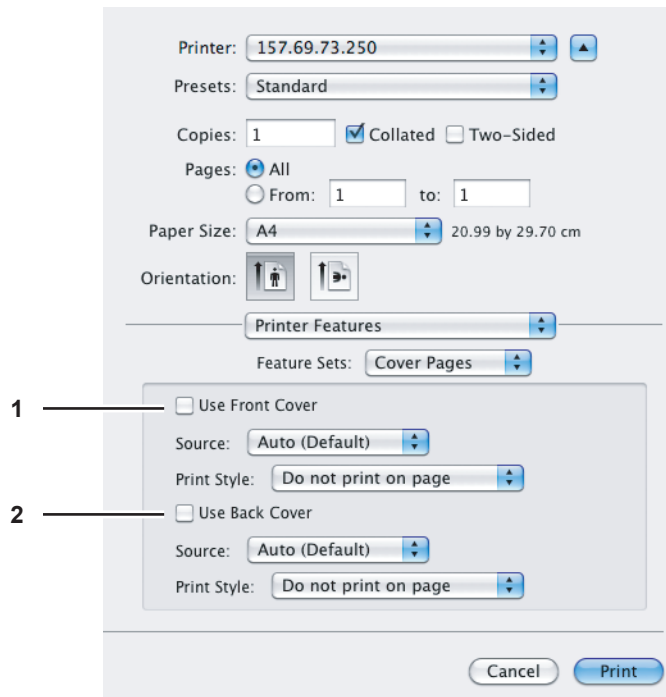 Printer: 157.69.73.250
Presets: Standard
Copies: 1 Collated Two-Sided
Pages: All
From: 1 to: 1
Paper Size: A4 20.99 by 29.70 cm
Orientation:
Printer Features
Feature Sets: Cover Pages
1 Use Front Cover
Source: Auto (Default)
Print Style: Do not print on page
2 Use Back Cover
Source: Auto (Default)
Print Style: Do not print on page
Cancel Print